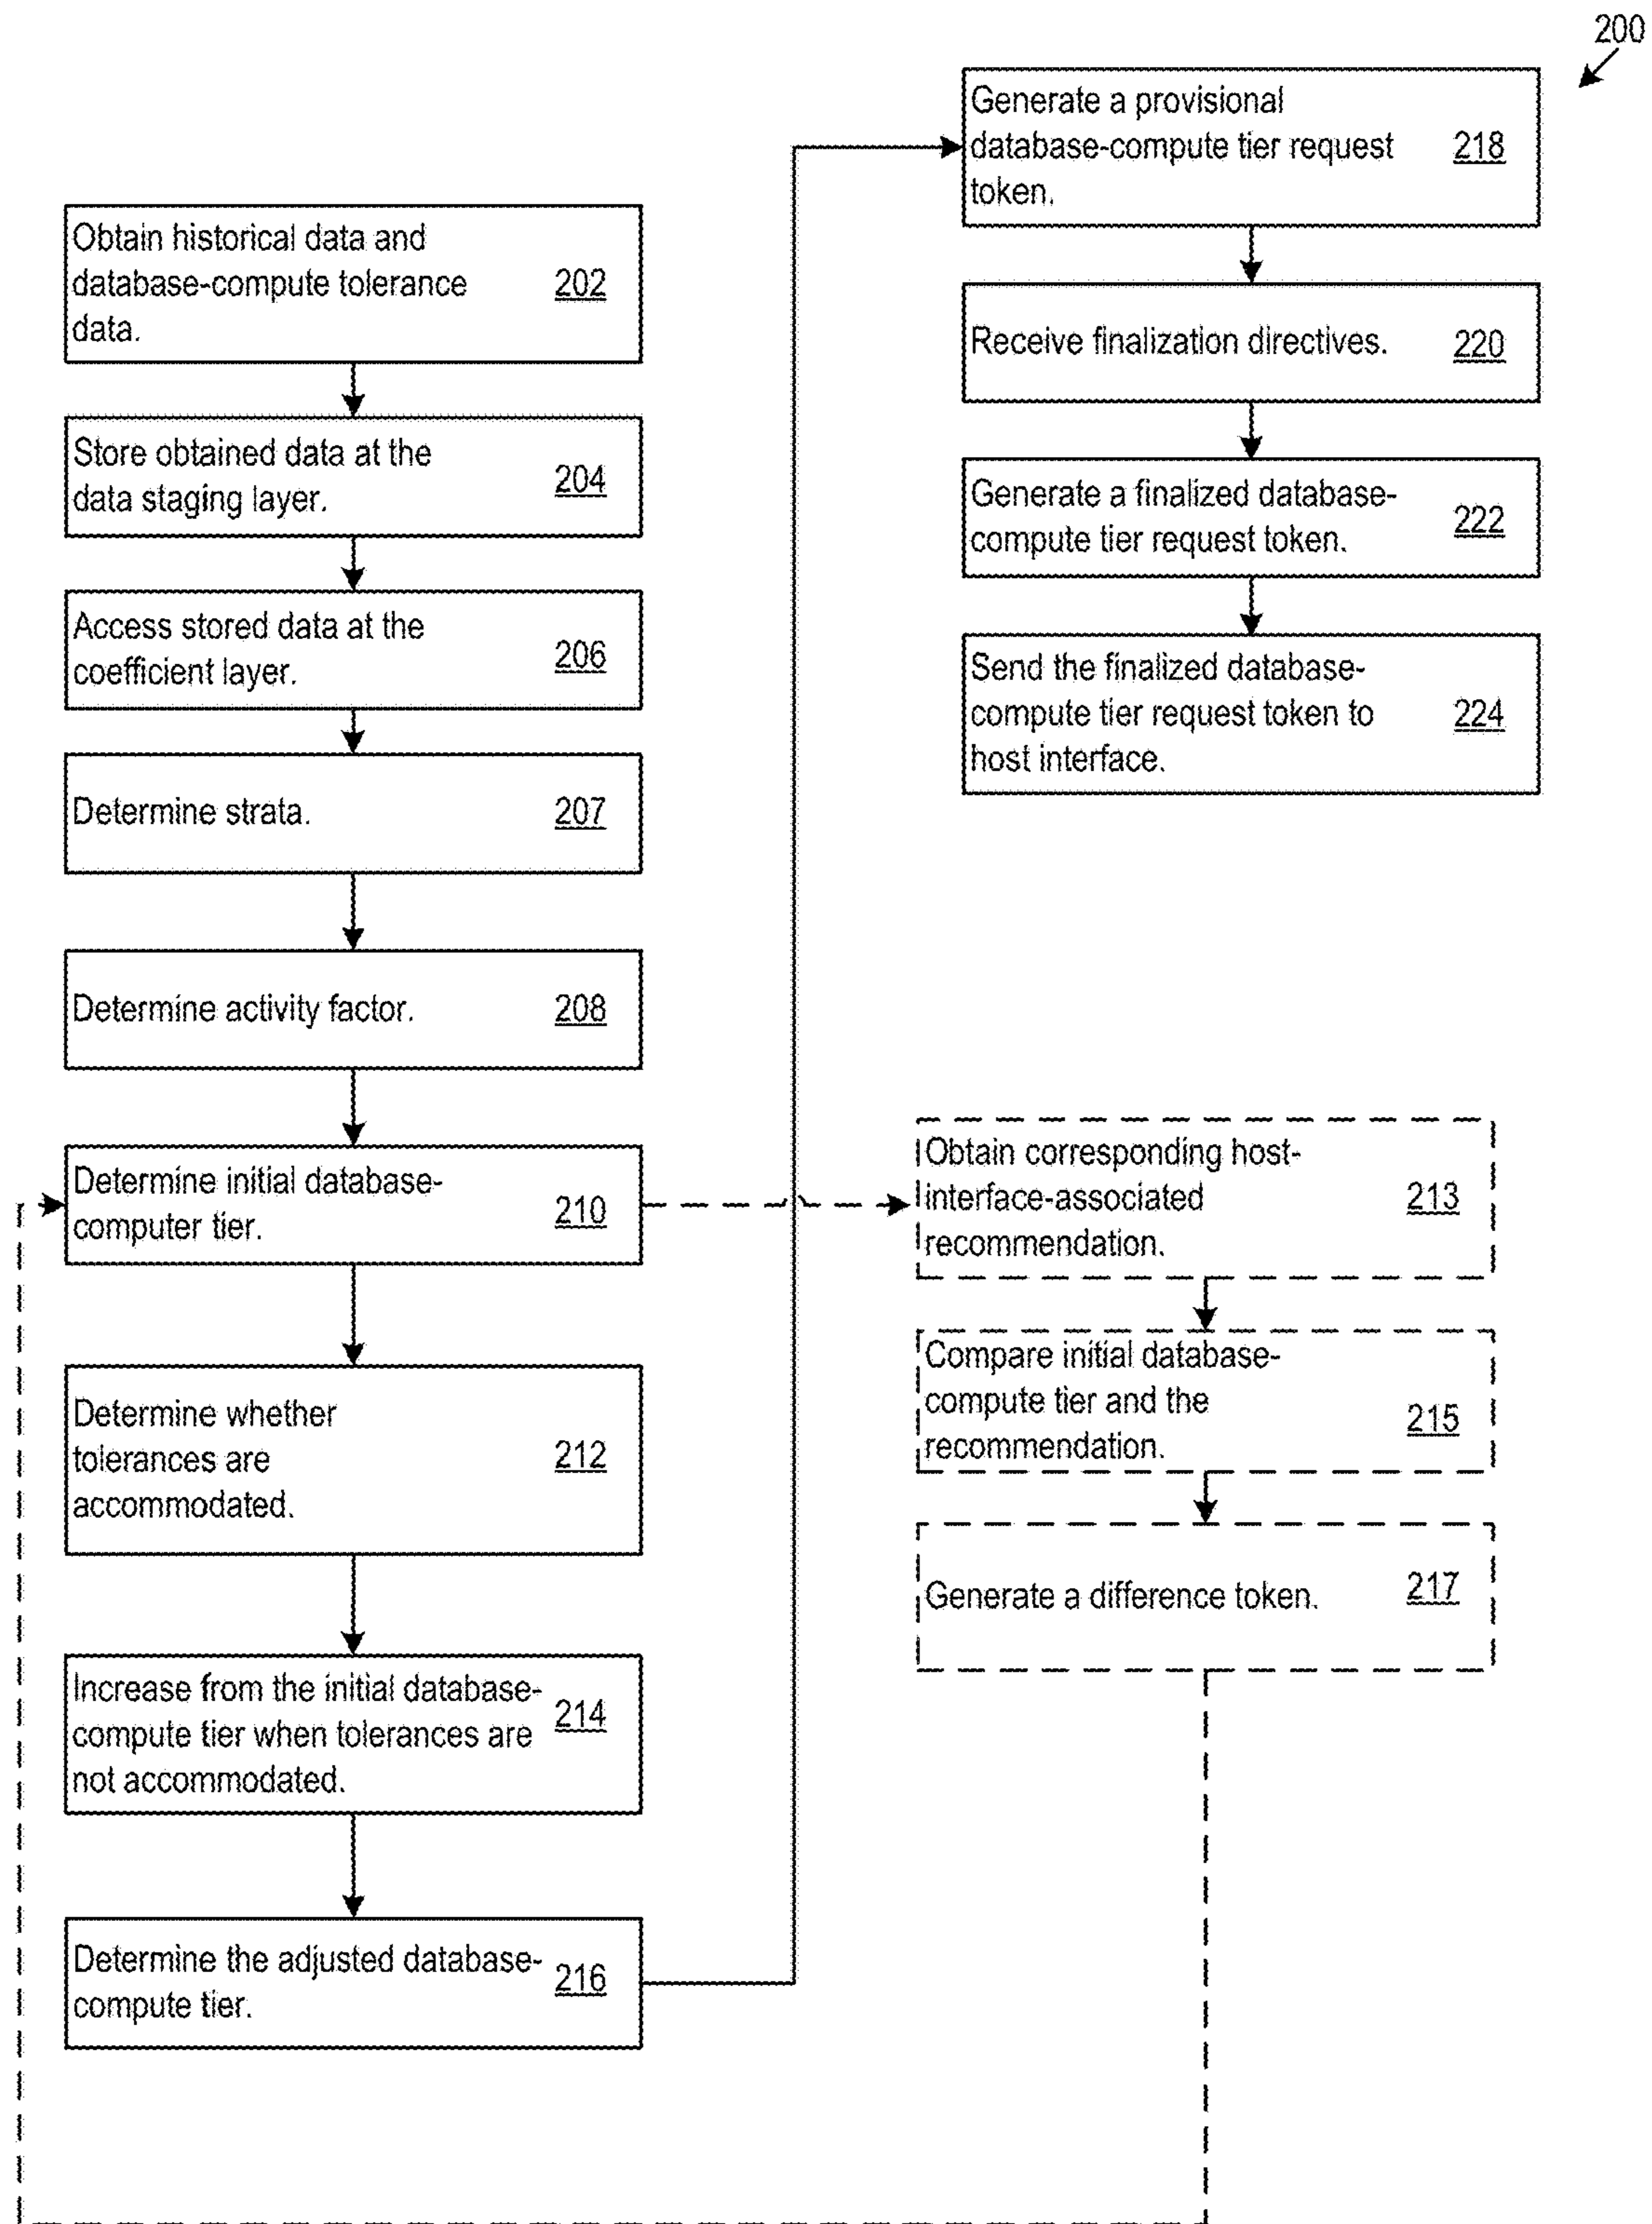 200
Obtain historical data and
database-compute tolerance
data.
202
Store obtained data at the
data staging layer.
204
Access stored data at the
coefficient layer.
206
Determine strata.
207
Determine activity factor.
208
Determine initial database-
computer tier.
210
Determine whether
tolerances are
accommodated.
212
Increase from the initial database-
compute tier when tolerances are
not accommodated.
214
Determine the adjusted database-
compute tier.
216
Generate a provisional
database-compute tier request
token.
218
Receive finalization directives.
220
Generate a finalized database-
compute tier request token.
222
Send the finalized database-
compute tier request token to
host interface.
224
Obtain corresponding host-
interface-associated
recommendation.
213
Compare initial database-
compute tier and the
recommendation.
215
Generate a difference token.
217